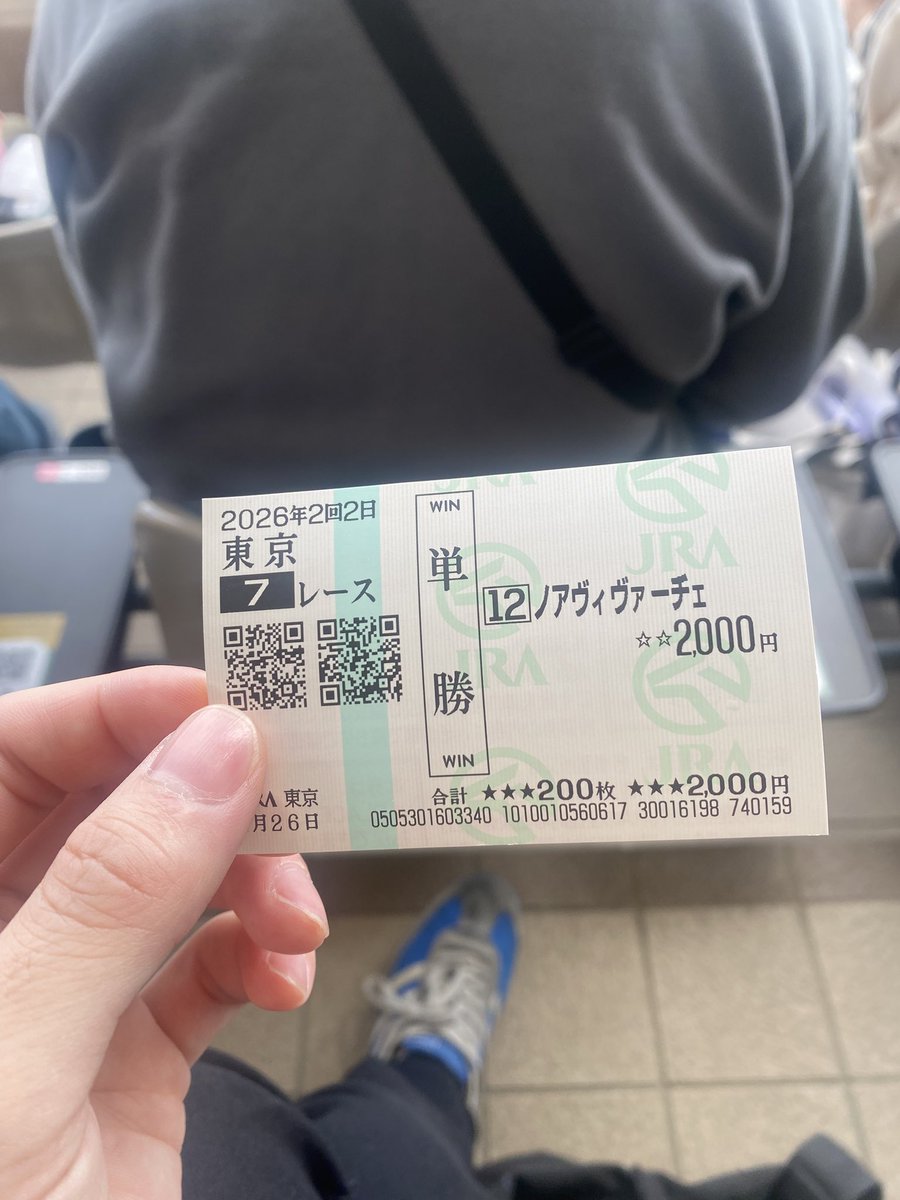 2026年2回2日
東京
7レース
WIN
単勝
WIN
12 ノアヴィヴァーチェ
☆☆2,000円
合計 ★★★200枚 ★★★2,000円
東京
月26日
0505301603340 1010010560617 30016198 740159
JRA
JRA
JRA
JRA